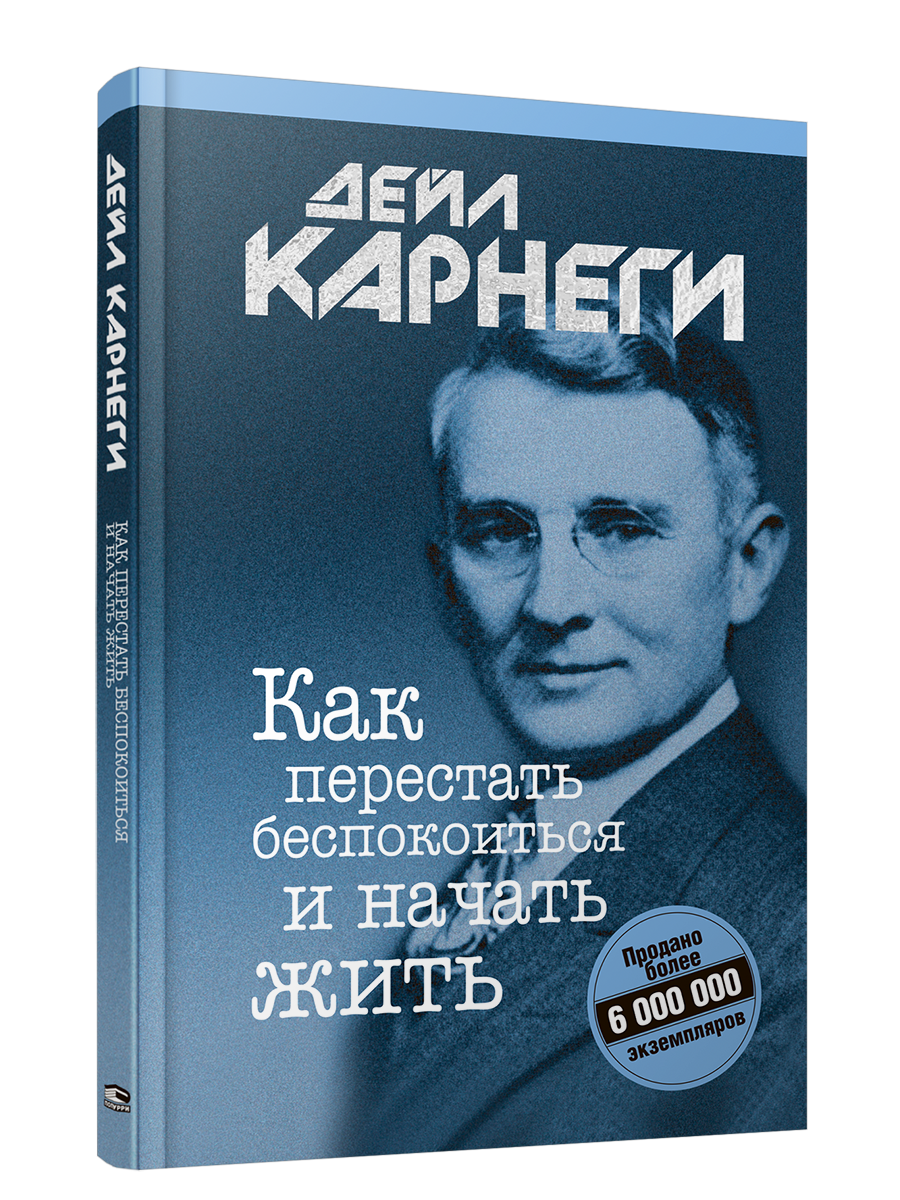 ДЕЙЛ
КАРНЕГИ
Как
перестать
беспокоиться
и начать
жить
Продано
более
6 000 000
экземпляров
ДЕЙЛ КАРНЕГИ
КАК ПЕРЕСТАТЬ БЕСПОКОИТЬСЯ
И НАЧАТЬ ЖИТЬ
ПОПУРРИ